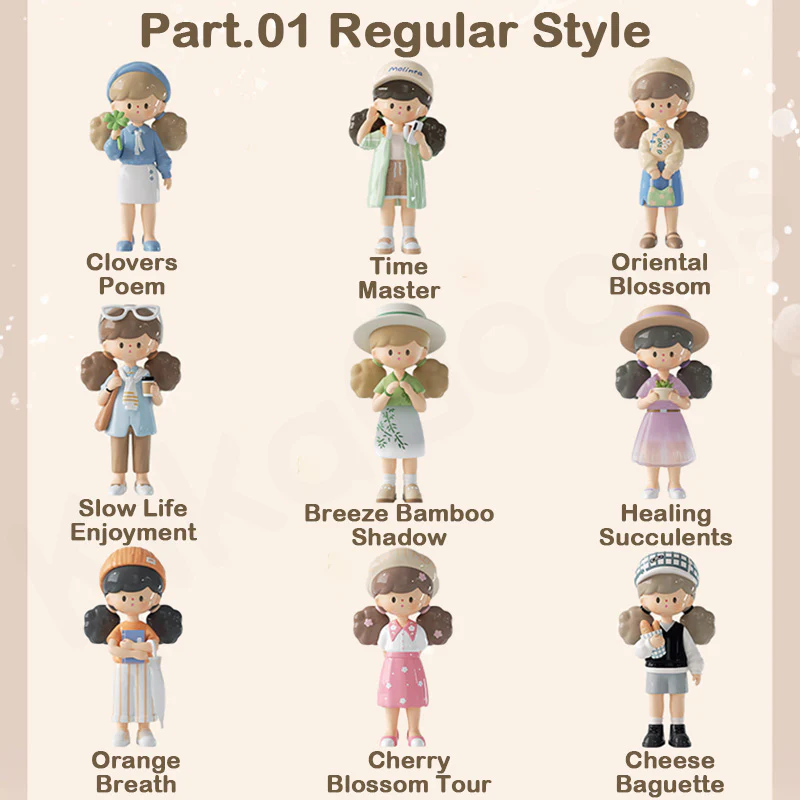 Part.01 Regular Style
Molinta
Clovers
Poem
Time
Master
Oriental
Blossom
Slow Life
Enjoyment
Breeze Bamboo
Shadow
Healing
Succulents
Orange
Breath
Cherry
Blossom Tour
Cheese
Baguette